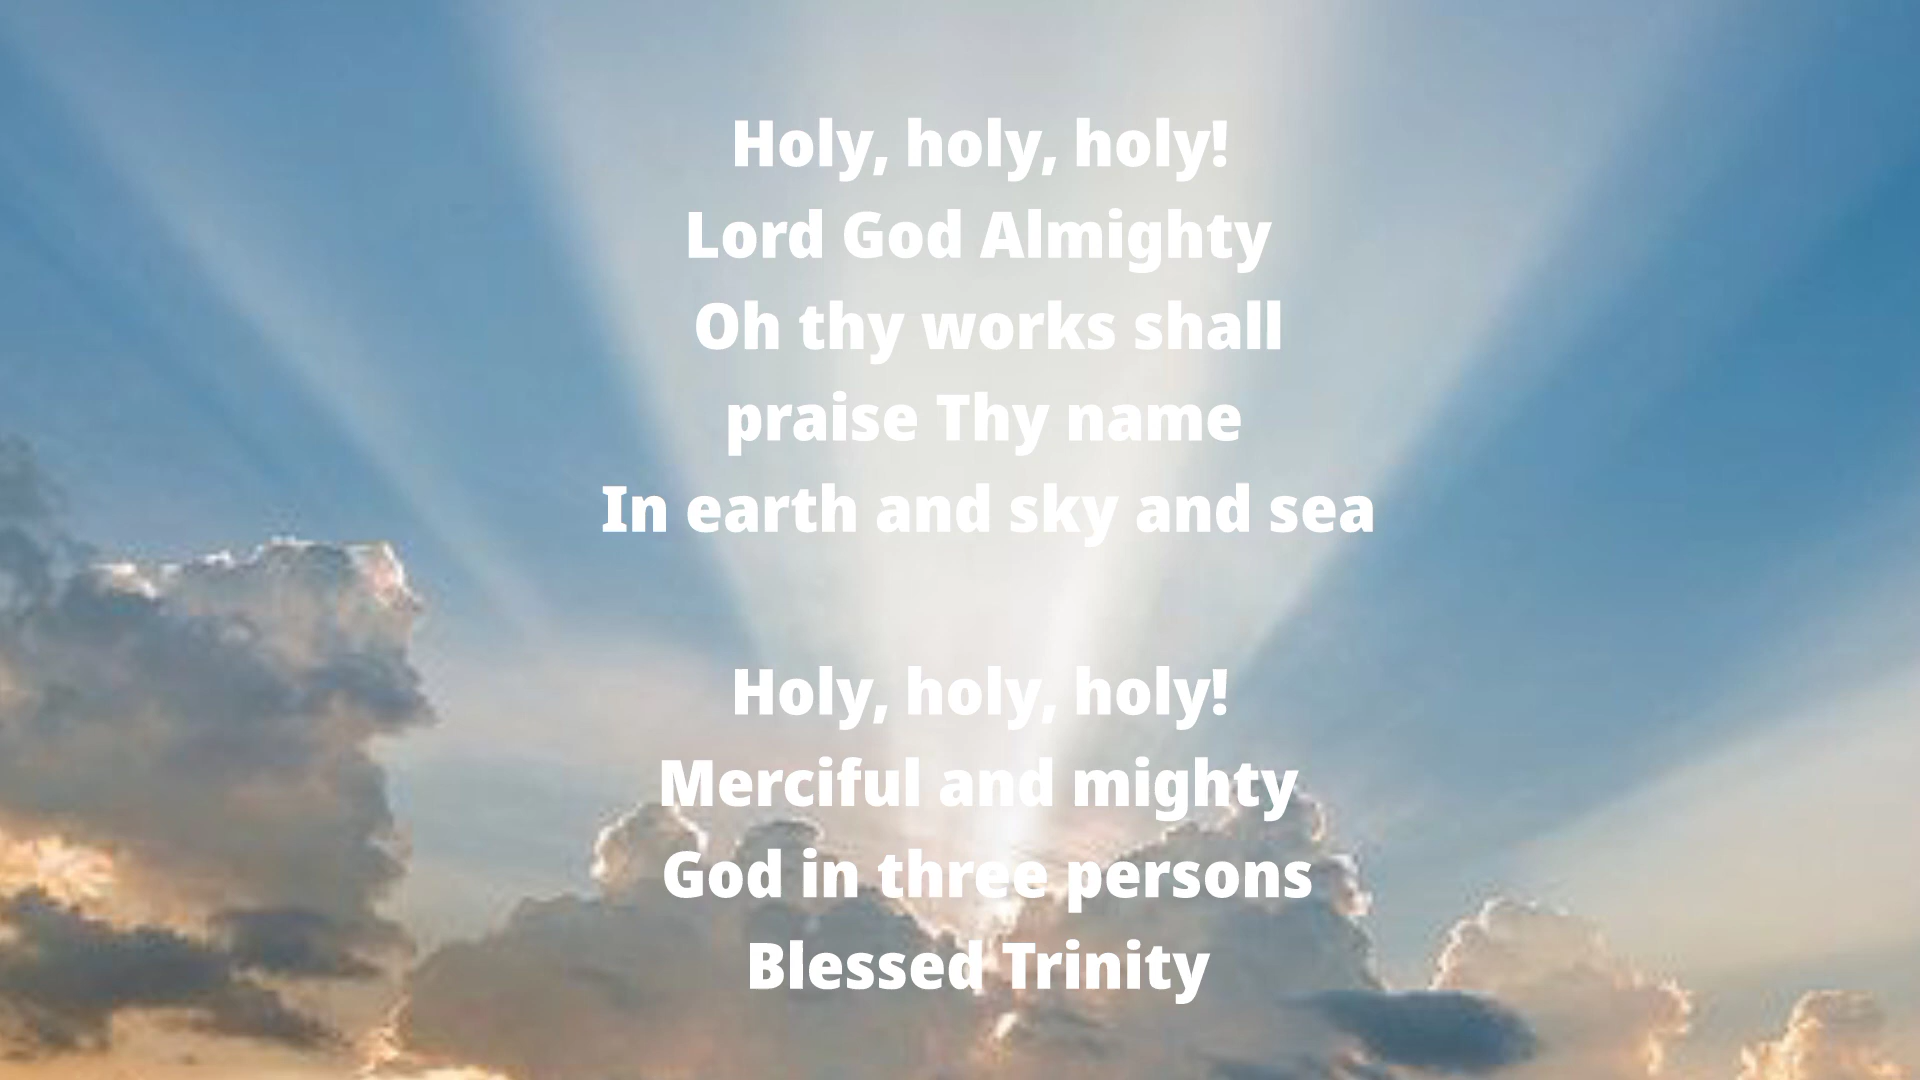 Holy, holy, holy!
Lord God Almighty
Oh thy works shall
praise Thy name
In earth and sky and sea
Holy, holy, holy!
Merciful and mighty
God in three persons
Blessed Trinity